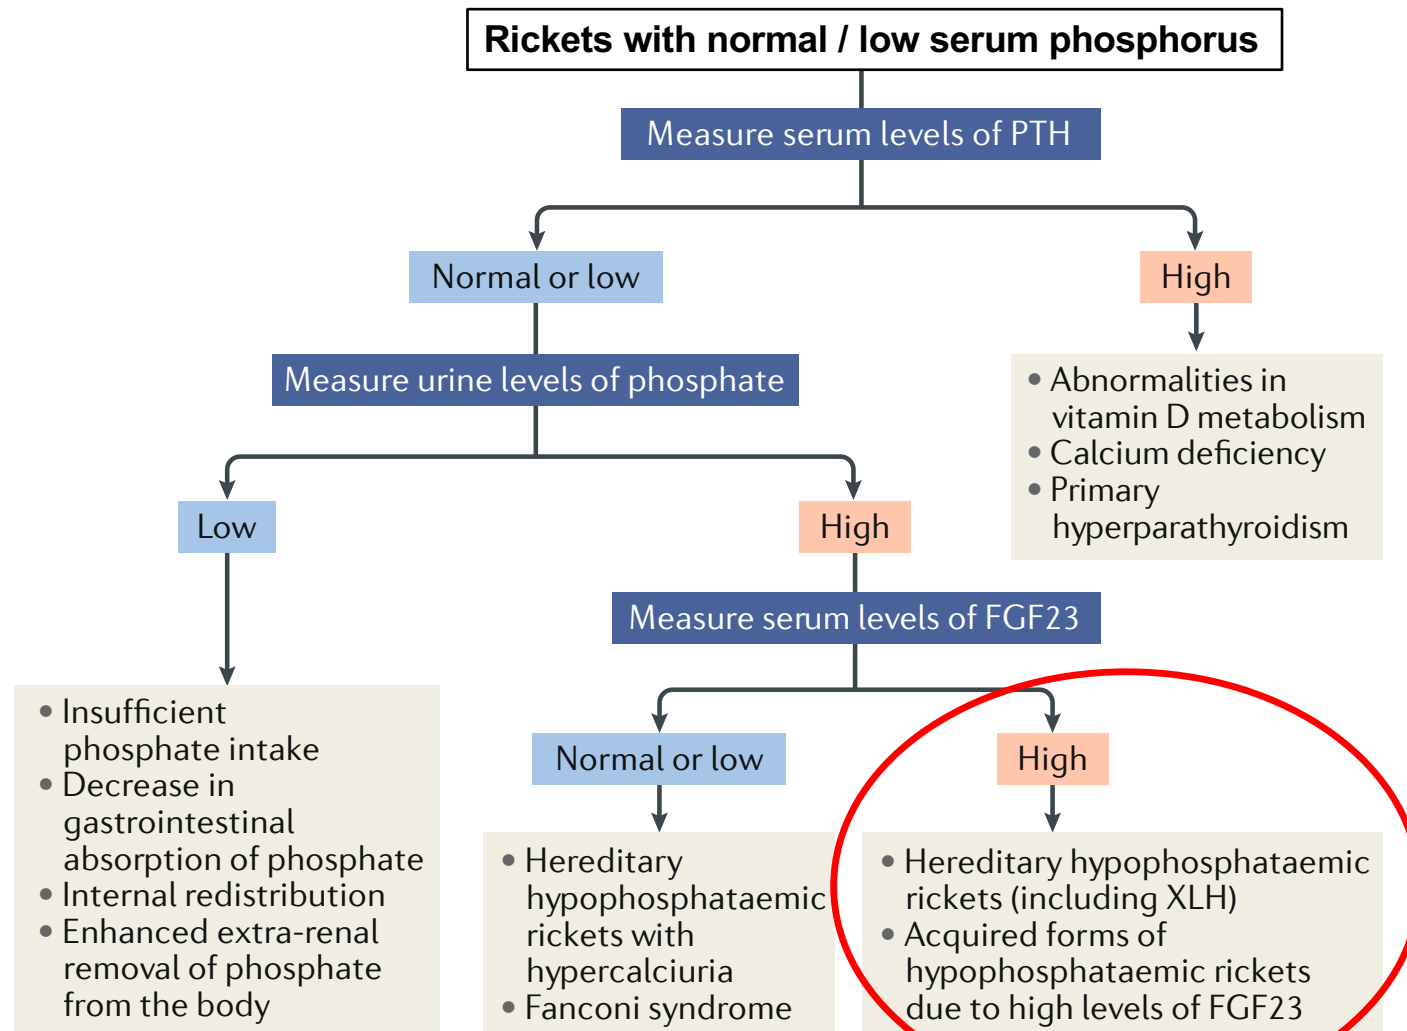 Rickets with normal / low serum phosphorus
Measure serum levels of PTH
Normal or low
High
Measure urine levels of phosphate
• Abnormalities in
vitamin D metabolism
• Calcium deficiency
• Primary
hyperparathyroidism
Low
High
Measure serum levels of FGF23
• Insufficient
phosphate intake
• Decrease in
gastrointestinal
absorption of phosphate
• Internal redistribution
• Enhanced extra-renal
removal of phosphate
from the body
Normal or low
High
• Hereditary
hypophosphataemic
rickets with
hypercalciuria
• Fanconi syndrome
• Hereditary hypophosphataemic
rickets (including XLH)
• Acquired forms of
hypophosphataemic rickets
due to high levels of FGF23